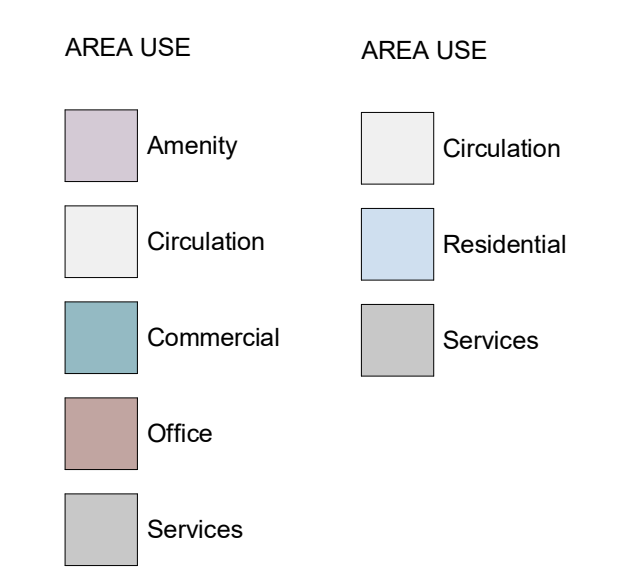 AREA USE
Amenity
Circulation
Commercial
Office
Services
AREA USE
Circulation
Residential
Services